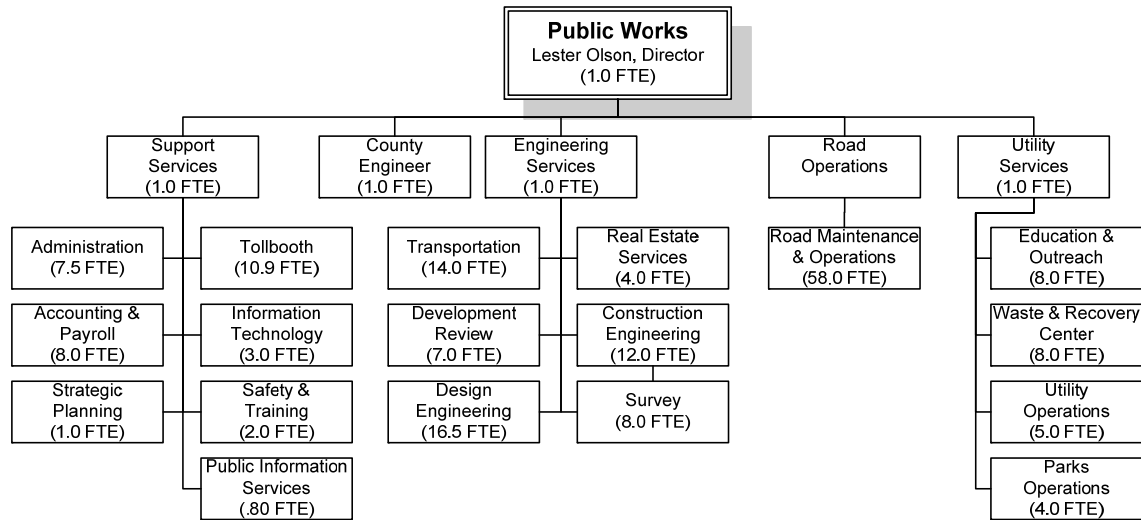 Public Works
Lester Olson, Director
(1.0 FTE)
Support
Services
(1.0 FTE)
County
Engineer
(1.0 FTE)
Engineering
Services
(1.0 FTE)
Road
Operations
Utility
Services
(1.0 FTE)
Administration
(7.5 FTE)
Tollbooth
(10.9 FTE)
Transportation
(14.0 FTE)
Real Estate
Services
(4.0 FTE)
Road Maintenance
& Operations
(58.0 FTE)
Education &
Outreach
(8.0 FTE)
Accounting &
Payroll
(8.0 FTE)
Information
Technology
(3.0 FTE)
Development
Review
(7.0 FTE)
Construction
Engineering
(12.0 FTE)
Waste & Recovery
Center
(8.0 FTE)
Strategic
Planning
(1.0 FTE)
Safety &
Training
(2.0 FTE)
Design
Engineering
(16.5 FTE)
Survey
(8.0 FTE)
Utility
Operations
(5.0 FTE)
Public Information
Services
(.80 FTE)
Parks
Operations
(4.0 FTE)